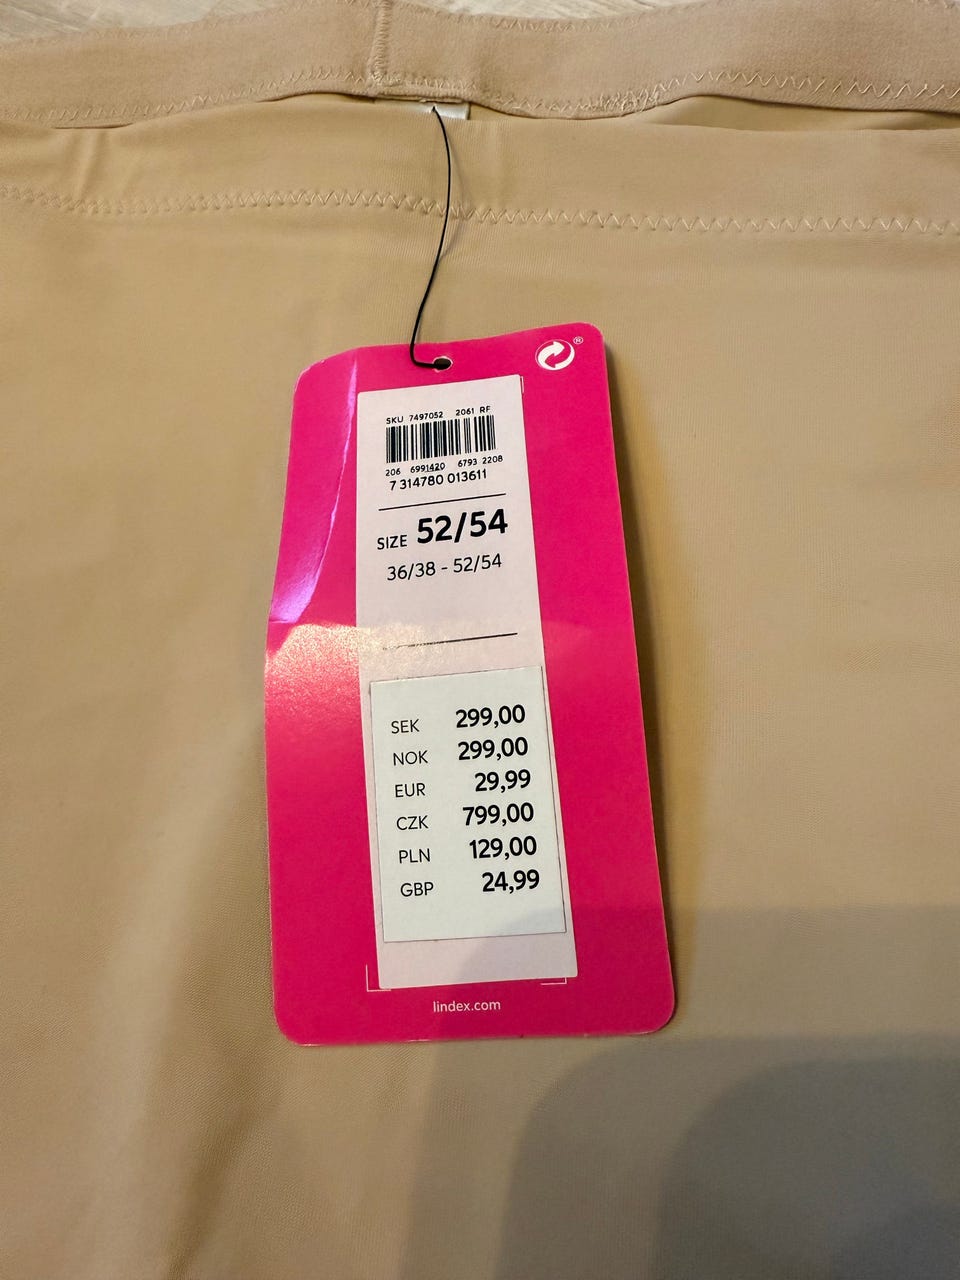 ®
SKU 7497052 2061 RF
206 6991420 6793 2208
7 314780 013611
SIZE 52/54
36/38 - 52/54
SEK 299,00
NOK 299,00
EUR 29,99
CZK 799,00
PLN 129,00
GBP 24,99
lindex.com